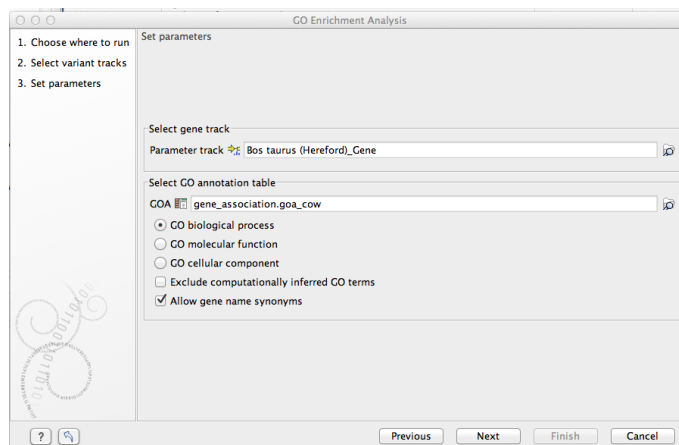 GO Enrichment Analysis
1. Choose where to run
2. Select variant tracks
3. Set parameters
Set parameters
Select gene track
Parameter track Bos taurus (Hereford)_Gene
Select GO annotation table
GOA gene_association.goa_cow
GO biological process
GO molecular function
GO cellular component
Exclude computationally inferred GO terms
Allow gene name synonyms
? Previous Next Finish Cancel